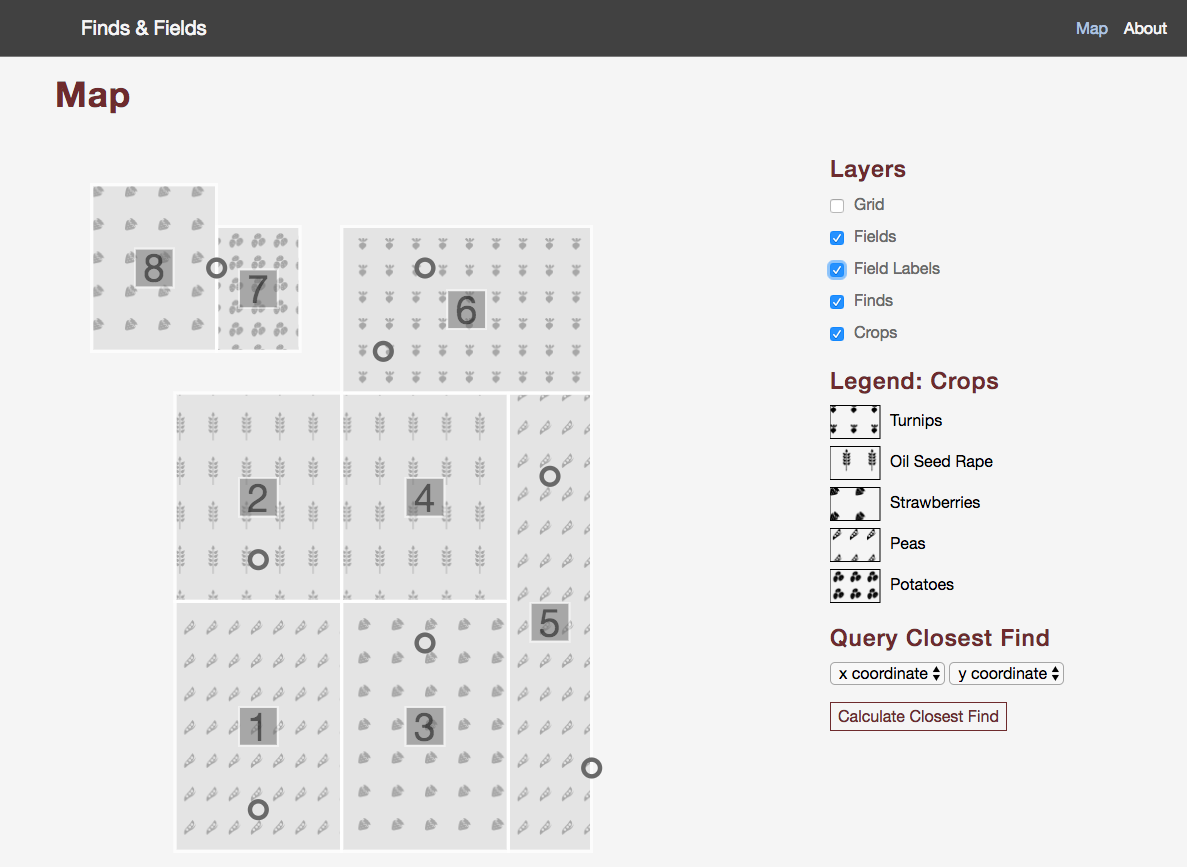 Finds & Fields
Map About
Map
8
7
6
2
4
5
1
3
Layers
Grid
Fields
Field Labels
Finds
Crops
Legend: Crops
Turnips
Oil Seed Rape
Strawberries
Peas
Potatoes
Query Closest Find
x coordinate y coordinate
Calculate Closest Find